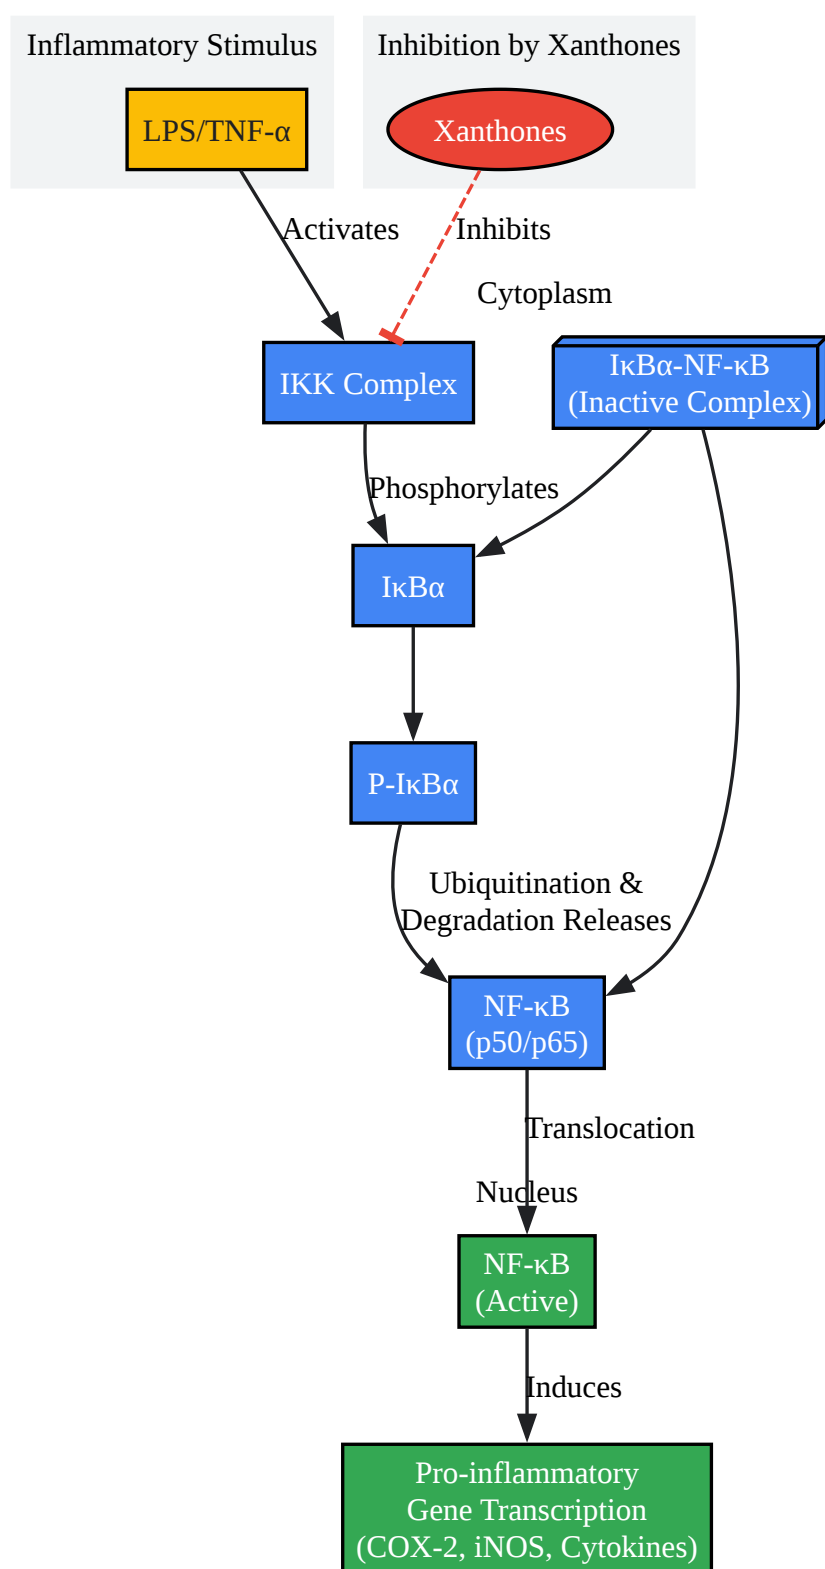 Inflammatory Stimulus
Inhibition by Xanthones
LPS/TNF-α
Xanthones
Activates
Inhibits
Cytoplasm
IKK Complex
IκBα-NF-κB
(Inactive Complex)
Phosphorylates
IκBα
P-IκBα
Ubiquitination &
Degradation Releases
NF-κB
(p50/p65)
Translocation
Nucleus
NF-κB
(Active)
Induces
Pro-inflammatory
Gene Transcription
(COX-2, iNOS, Cytokines)